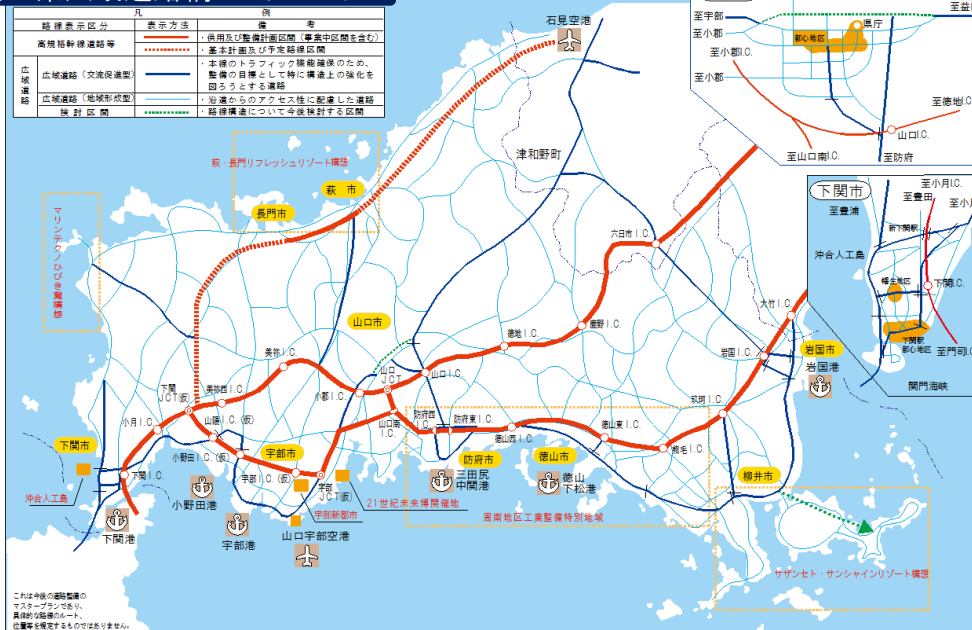 凡 例
路線表示区分 表示方法 備 考
高規格幹線道路等
・供用及び整備計画区間（事業中区間を含む）
・基本計画及び予定路線区間
広域道路
広域道路（交流促進型）
・本線のトラフィック機能確保のため、
整備の目標として特に構造上の強化を
図ろうとする道路
広域道路（地域形成型）
・沿道からのアクセス性に配慮した道路
検 討 区 間
・路線構造について今後検討する区間
石見空港
至宇部
至小郡
至小郡I.C.
至小郡
都心地区
県庁
至徳地I.C.
山口I.C.
至山口南I.C.
至防府
下関市
至小月I.C.
至豊田
至豊浦
新下関駅
沖合人工島
幡生地区
下関I.C.
下関駅
都心地区
至門司I.C.
関門海峡
萩・長門リフレッシュリゾート構想
津和野町
萩 市
長門市
マリンテクノひびき灘構想
六日市I.C.
大竹I.C.
山口市
徳地I.C.
鹿野I.C.
岩国I.C.
岩国市
岩国港
美祢I.C.
山口
JCT
山口I.C.
小郡I.C.
下関
JCT(仮)
美祢西I.C.
玖珂I.C.
小月I.C.
山陽I.C.(仮)
山口南
I.C.
防府西
I.C.
防府東I.C.
徳山西I.C.
徳山東I.C.
熊毛I.C.
下関市
小野田I.C.(仮)
宇部市
防府市
徳山市
柳井市
下関I.C.
宇部I.C.(仮)
宇部
JCT(仮)
三田尻
中関港
徳山
下松港
沖合人工島
小野田港
21世紀未来博開催地
宇部新都市
周南地区工業整備特別地域
下関港
宇部港
山口宇部空港
サザンセト・サンシャインリゾート構想
これは今後の道路整備の
マスタープランであり、
具体的な路線のルート、
位置等を規定するものではありません。